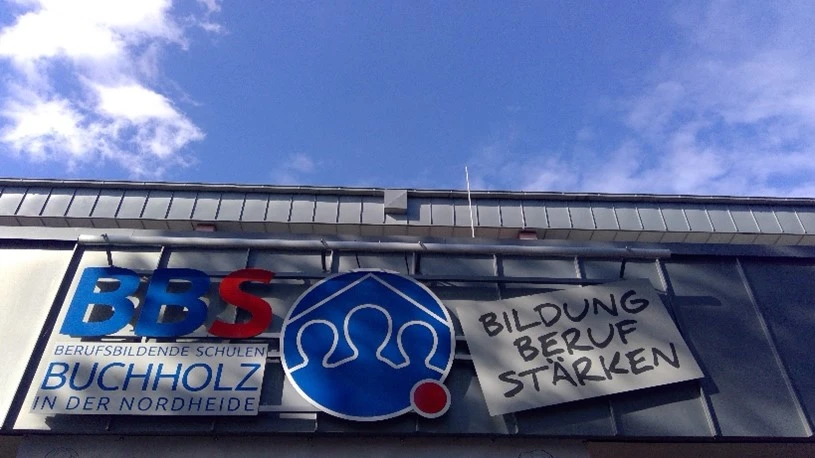 BBS
BERUFSBILDENDE SCHULEN
BUCHHOLZ
IN DER NORDHEIDE
BILDUNG
BERUF
STÄRKEN